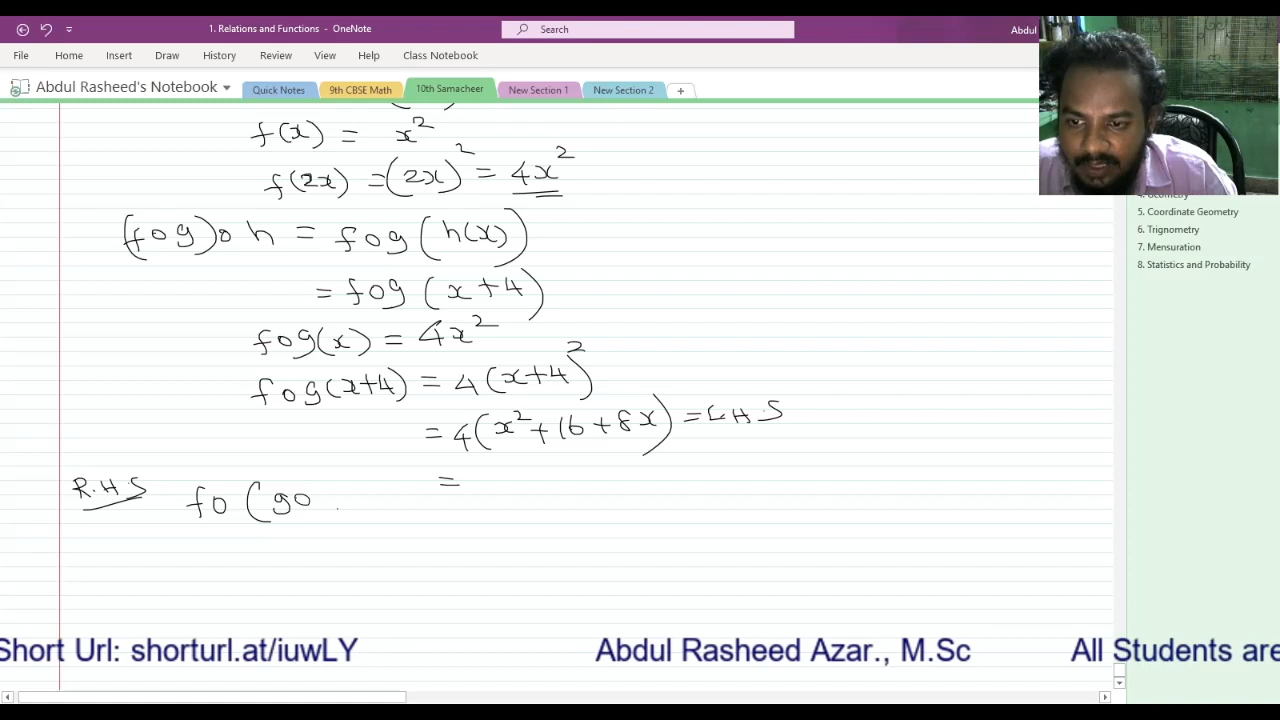 1. Relations and Functions - OneNote
Search
Abdul
File Home Insert Draw History Review View Help Class Notebook
Abdul Rasheed's Notebook
Quick Notes
9th CBSE Math
10th Samacheer
New Section 1
New Section 2
f(x) = x²
f(2x) = (2x)² = 4x²
(fog)oh = fog(h(x))
= fog(x+4)
fog(x) = 4x²
fog(x+4) = 4(x+4)²
= 4(x²+16+8x) = L.H.S
=
R.H.S fo(go
5. Coordinate Geometry
6. Trignometry
7. Mensuration
8. Statistics and Probability
Short Url: shorturl.at/iuwLY Abdul Rasheed Azar., M.Sc All Students are